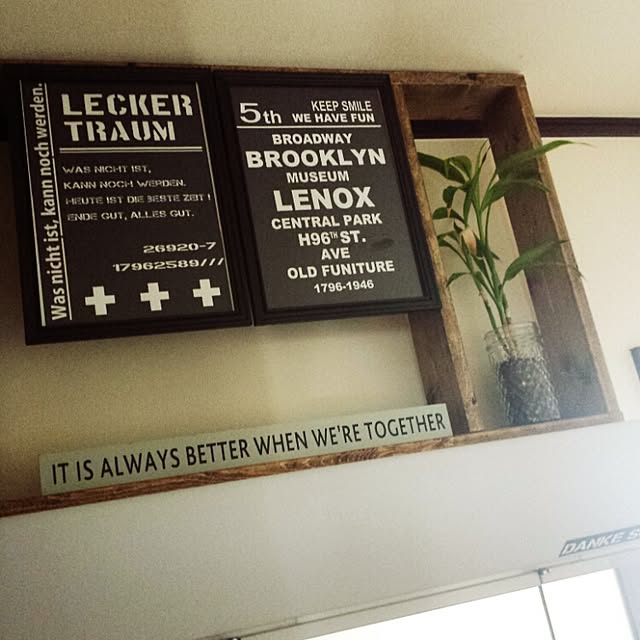 Was nicht ist, kann noch werden.
LECKER
TRAUM
WAS NICHT IST,
KANN NOCH WERDEN.
HEUTE IST DIE BESTE ZEIT!
ENDE GUT, ALLES GUT.
26920-7
17962589///
5th KEEP SMILE
WE HAVE FUN
BROADWAY
BROOKLYN
MUSEUM
LENOX
CENTRAL PARK
H96TH ST.
AVE
OLD FUNITURE
1796-1946
IT IS ALWAYS BETTER WHEN WE'RE TOGETHER
DANKE